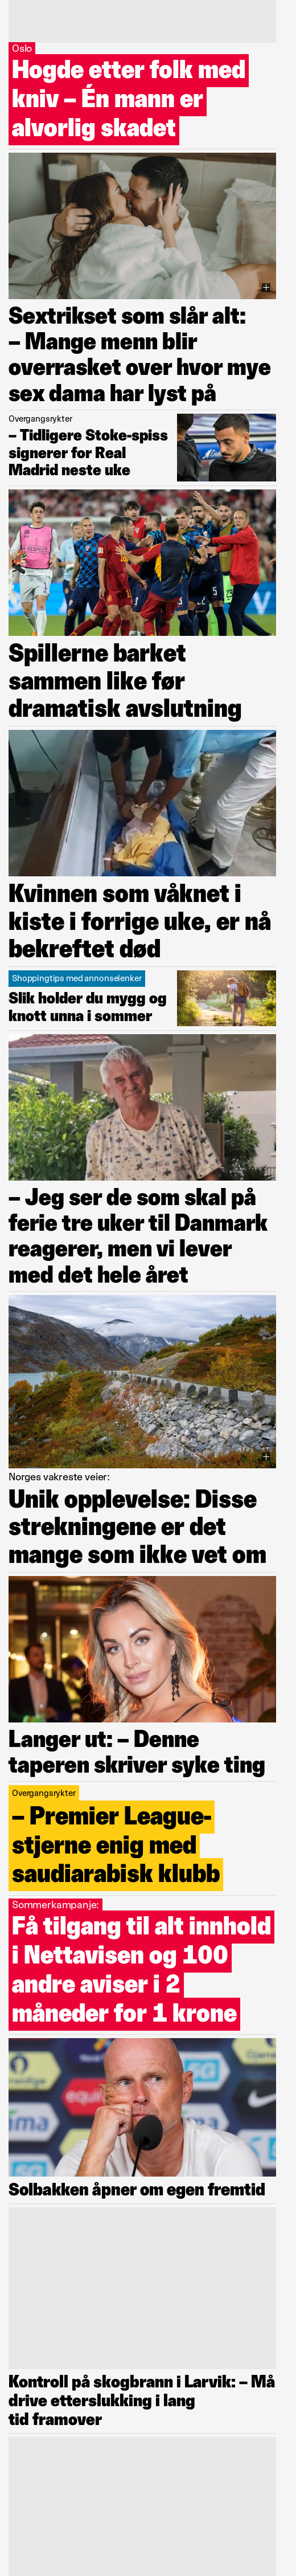 Oslo
Hogde etter folk med
kniv – Én mann er
alvorlig skadet
Sextrikset som slår alt:
– Mange menn blir
overrasket over hvor mye
sex dama har lyst på
Overgangsrykter
– Tidligere Stoke-spiss
signerer for Real
Madrid neste uke
Spillerne barket
sammen like før
dramatisk avslutning
Kvinnen som våknet i
kiste i forrige uke, er nå
bekreftet død
Shoppingtips med annonselenker
Slik holder du mygg og
knott unna i sommer
– Jeg ser de som skal på
ferie tre uker til Danmark
reagerer, men vi lever
med det hele året
Norges vakreste veier:
Unik opplevelse: Disse
strekningene er det
mange som ikke vet om
Langer ut: – Denne
taperen skriver syke ting
Overgangsrykter
– Premier League-
stjerne enig med
saudiarabisk klubb
Sommerkampanje:
Få tilgang til alt innhold
i Nettavisen og 100
andre aviser i 2
måneder for 1 krone
Solbakken åpner om egen fremtid
Kontroll på skogbrann i Larvik: – Må
drive etterslukking i lang
tid framover